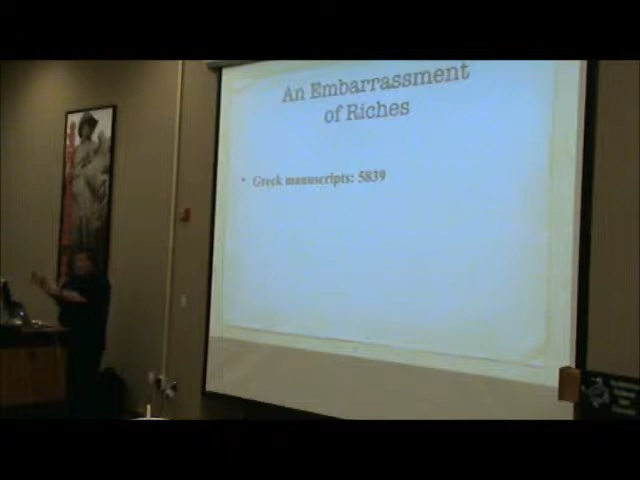 An Embarrassment
of Riches
• Greek manuscripts: 5839